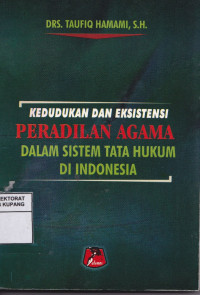 DRS. TAUFIQ HAMAMI, S.H.
KEDUDUKAN DAN EKSISTENSI
PERADILAN AGAMA
DALAM SISTEM TATA HUKUM
DI INDONESIA
EKTORAT
KUPANG